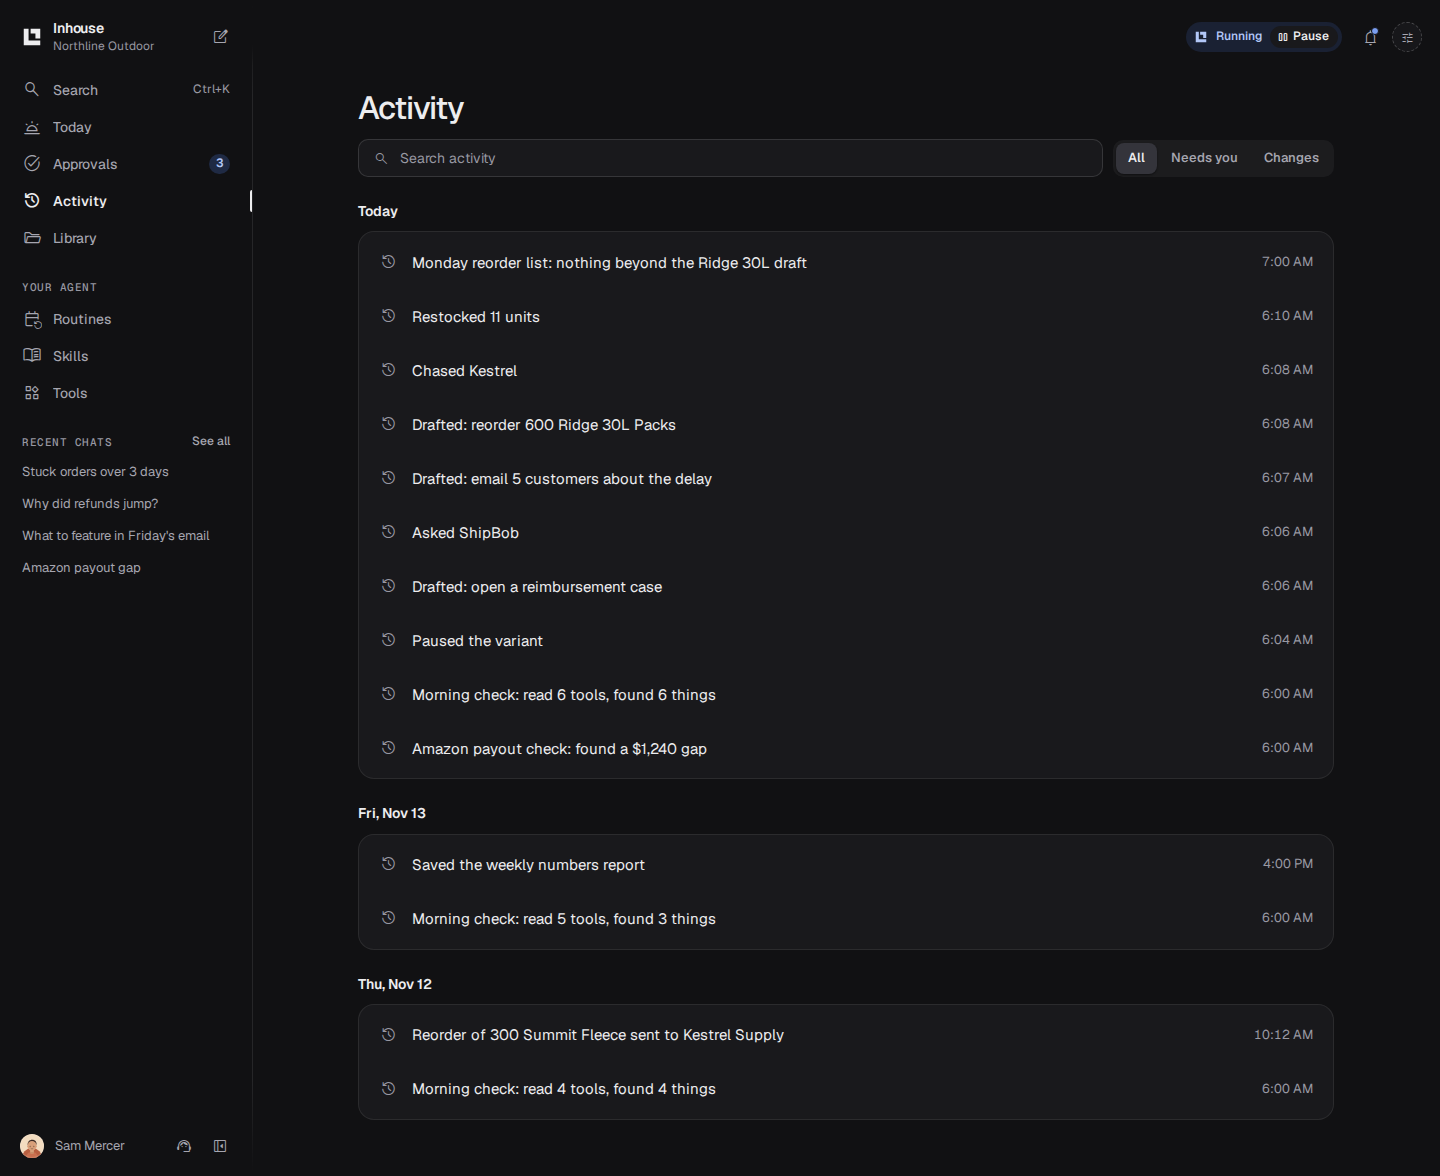 Inhouse
Northline Outdoor
Search Ctrl+K
Today
Approvals 3
Activity
Library
YOUR AGENT
Routines
Skills
Tools
RECENT CHATS See all
Stuck orders over 3 days
Why did refunds jump?
What to feature in Friday's email
Amazon payout gap
Sam Mercer
Running Pause
Activity
Search activity
All Needs you Changes
Today
Monday reorder list: nothing beyond the Ridge 30L draft 7:00 AM
Restocked 11 units 6:10 AM
Chased Kestrel 6:08 AM
Drafted: reorder 600 Ridge 30L Packs 6:08 AM
Drafted: email 5 customers about the delay 6:07 AM
Asked ShipBob 6:06 AM
Drafted: open a reimbursement case 6:06 AM
Paused the variant 6:04 AM
Morning check: read 6 tools, found 6 things 6:00 AM
Amazon payout check: found a $1,240 gap 6:00 AM
Fri, Nov 13
Saved the weekly numbers report 4:00 PM
Morning check: read 5 tools, found 3 things 6:00 AM
Thu, Nov 12
Reorder of 300 Summit Fleece sent to Kestrel Supply 10:12 AM
Morning check: read 4 tools, found 4 things 6:00 AM